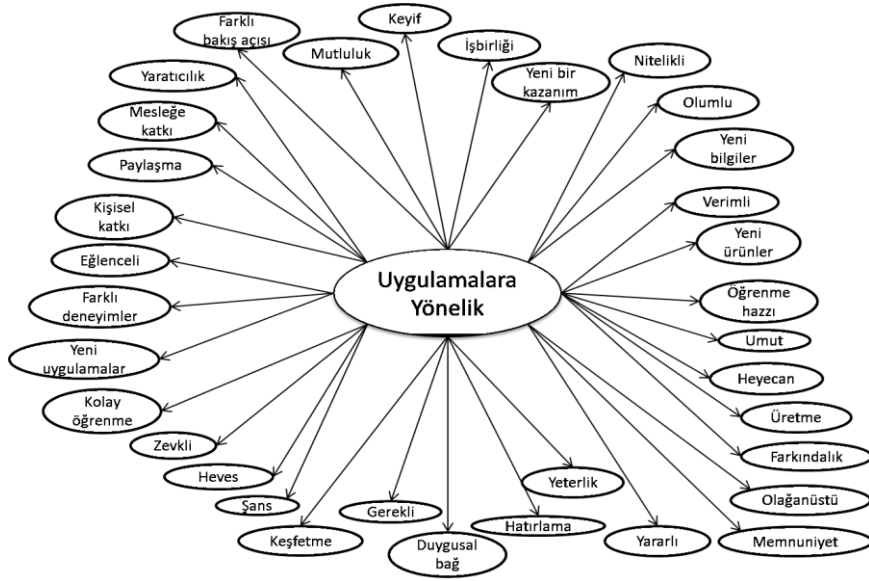 Farklı
bakış açısı
Mutluluk
Keyif
İşbirliği
Yeni bir
kazanım
Nitelikli
Olumlu
Yeni
bilgiler
Verimli
Yeni
ürünler
Öğrenme
hazzı
Umut
Heyecan
Üretme
Farkındalık
Olağanüstü
Memnuniyet
Yararlı
Yeterlik
Hatırlama
Duygusal
bağ
Gerekli
Keşfetme
Şans
Heves
Zevkli
Kolay
öğrenme
Yeni
uygulamalar
Farklı
deneyimler
Eğlenceli
Kişisel
katkı
Paylaşma
Mesleğe
katkı
Yaratıcılık
Uygulamalara
Yönelik